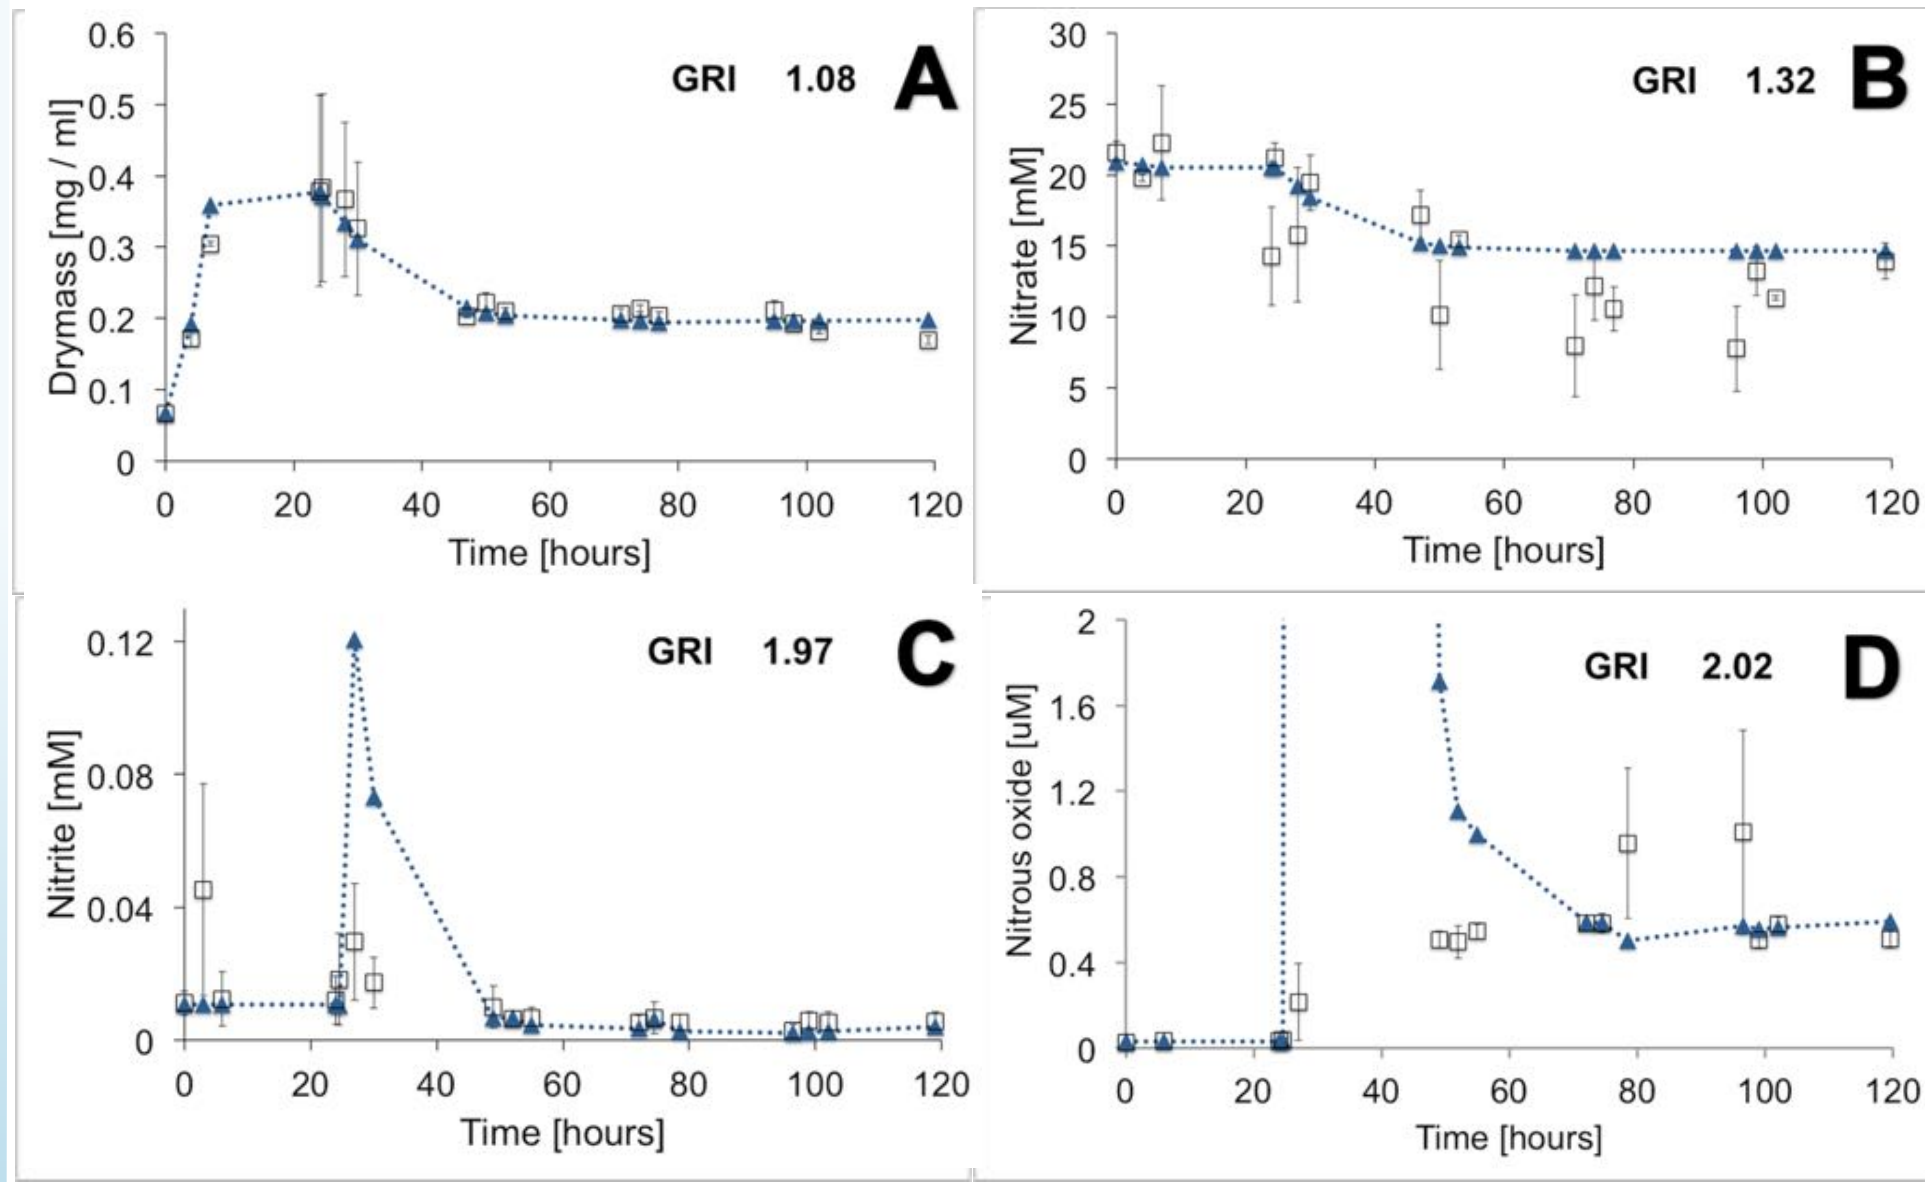 GRI 1.08 A
Drymass [mg / ml]
0.6
0.5
0.4
0.3
0.2
0.1
0
0 20 40 60 80 100 120
Time [hours]
GRI 1.32 B
Nitrate [mM]
30
25
20
15
10
5
0
0 20 40 60 80 100 120
Time [hours]
GRI 1.97 C
Nitrite [mM]
0.12
0.08
0.04
0
0 20 40 60 80 100 120
Time [hours]
GRI 2.02 D
Nitrous oxide [uM]
2
1.6
1.2
0.8
0.4
0
0 20 40 60 80 100 120
Time [hours]